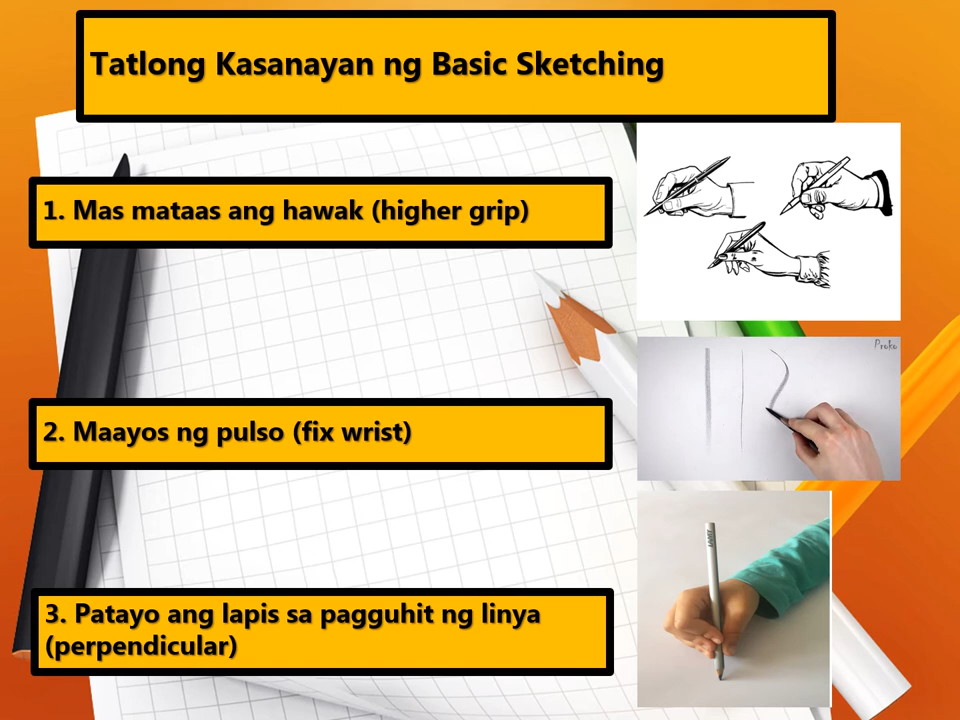 Tatlong Kasanayan ng Basic Sketching
1. Mas mataas ang hawak (higher grip)
Proko
2. Maayos ng pulso (fix wrist)
LAMY
3. Patayo ang lapis sa pagguhit ng linya
(perpendicular)